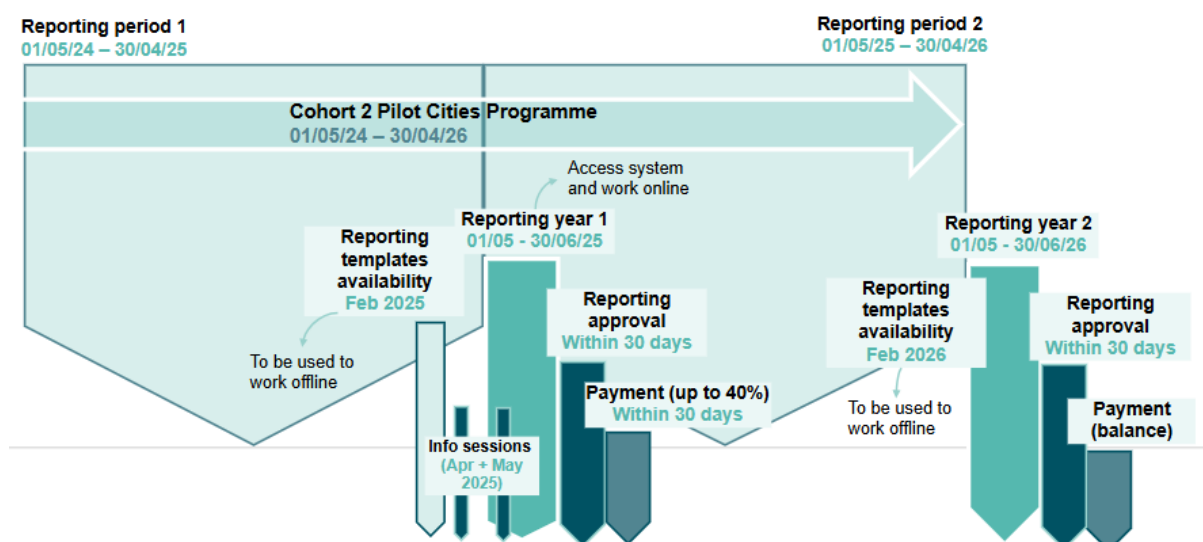 Reporting period 1
01/05/24 – 30/04/25
Reporting period 2
01/05/25 – 30/04/26
Cohort 2 Pilot Cities Programme
01/05/24 – 30/04/26
Access system
and work online
Reporting year 1
01/05 - 30/06/25
Reporting year 2
01/05 - 30/06/26
Reporting
templates
availability
Feb 2025
To be used to
work offline
Reporting
approval
Within 30 days
Payment (up to 40%)
Within 30 days
Info sessions
(Apr + May
2025)
Reporting
templates
availability
Feb 2026
To be used to
work offline
Reporting
approval
Within 30 days
Payment
(balance)